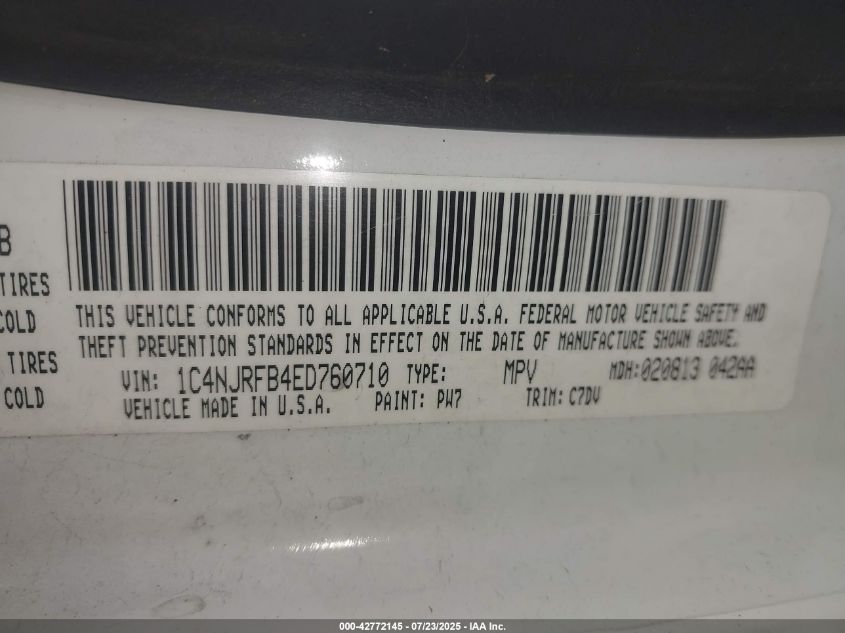 B
TIRES
COLD
TIRES
COLD
THIS VEHICLE CONFORMS TO ALL APPLICABLE U.S.A. FEDERAL MOTOR VEHICLE SAFETY AND
THEFT PREVENTION STANDARDS IN EFFECT ON THE DATE OF MANUFACTURE SHOWN ABOVE.
VIN: 1C4NJRFB4ED760710 TYPE: MPV MDH:020813 042AA
VEHICLE MADE IN U.S.A. PAINT: PW7 TRIM: C7DV
000-42772145 - 07/23/2025 - IAA Inc.